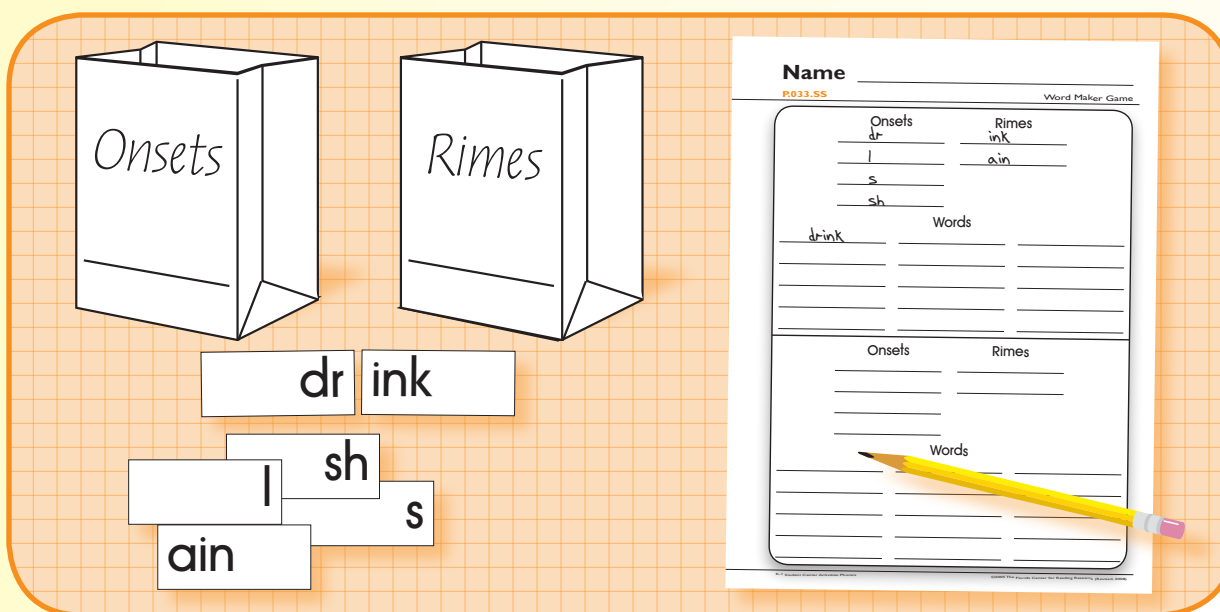 Onsets
Rimes
dr ink
sh
l
s
ain
Name
P.033.SS
Word Maker Game
Onsets Rimes
dr ink
l ain
s
sh
Words
drink
Onsets Rimes
Words